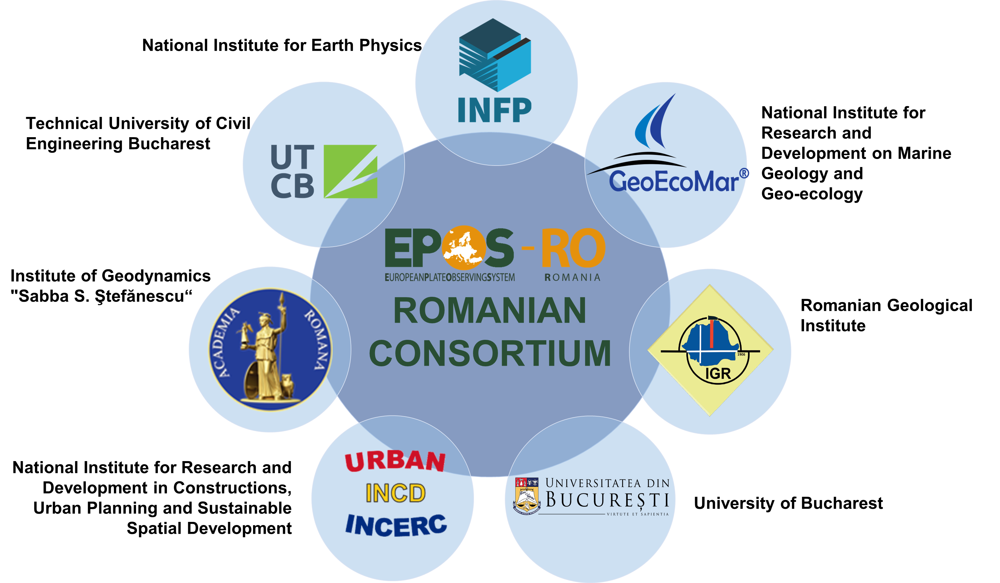 National Institute for Earth Physics
INFP
Technical University of Civil
Engineering Bucharest
UT
CB
GeoEcoMar®
National Institute for
Research and
Development on Marine
Geology and
Geo-ecology
EPOS - RO
EUROPEANPLATEOBSERVINGSYSTEM
ROMANIA
ROMANIAN
CONSORTIUM
Institute of Geodynamics
"Sabba S. Ştefănescu“
ACADEMIA ROMANA
1906
IGR
Romanian Geological
Institute
National Institute for Research and
Development in Constructions,
Urban Planning and Sustainable
Spatial Development
URBAN
INCD
INCERC
UNIVERSITATEA DIN
BUCUREȘTI
VIRTUTE ET SAPIENTIA
University of Bucharest